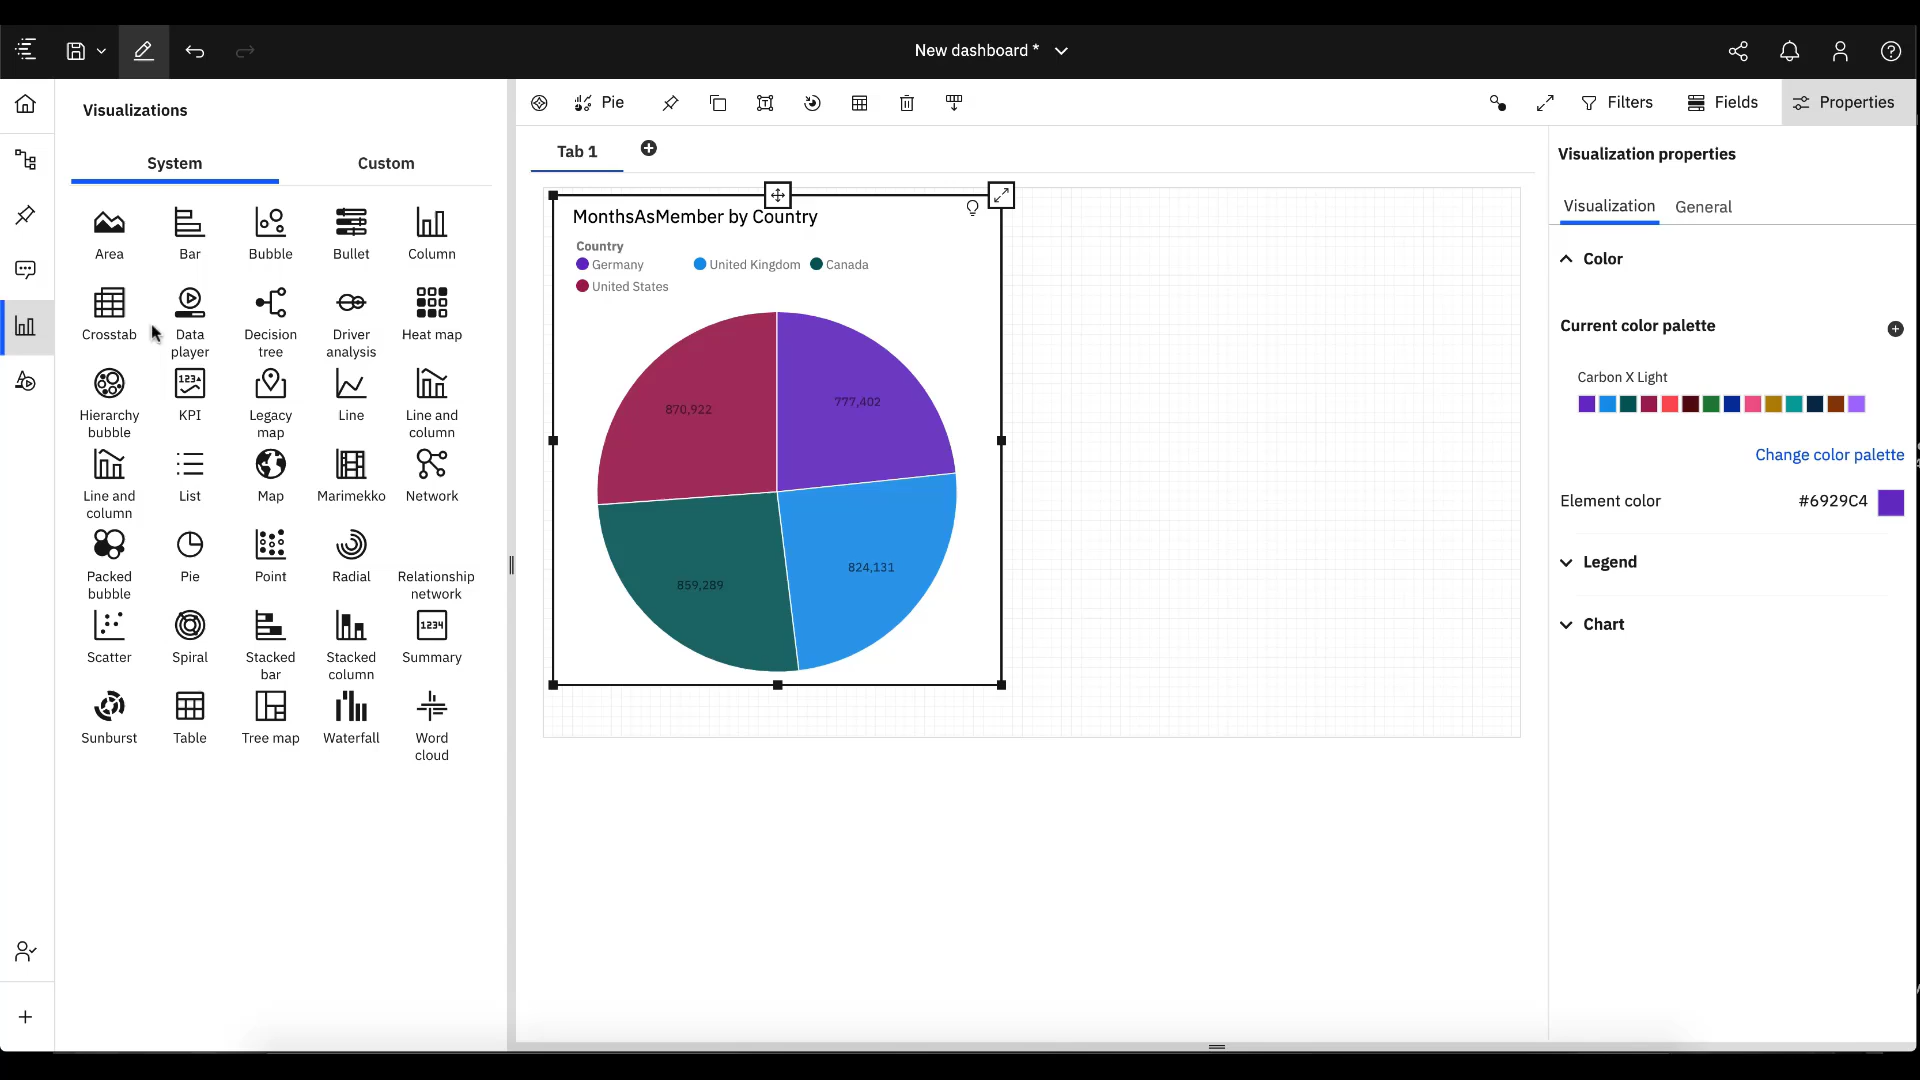 New dashboard *
Visualizations
System
Custom
Area
Bar
Bubble
Bullet
Column
Crosstab
Data
player
Decision
tree
Driver
analysis
Heat map
Hierarchy
bubble
123
KPI
Legacy
map
Line
Line and
column
Line and
column
List
Map
Marimekko
Network
Packed
bubble
Pie
Point
Radial
Relationship
network
Scatter
Spiral
Stacked
bar
Stacked
column
1234
Summary
Sunburst
Table
Tree map
Waterfall
Word
cloud
Pie
Filters
Fields
Properties
Tab 1
MonthsAsMember by Country
Country
Germany
United Kingdom
Canada
United States
870,922
777,402
859,289
824,131
Visualization properties
Visualization
General
Color
Current color palette
Carbon X Light
Change color palette
Element color
#6929C4
Legend
Chart